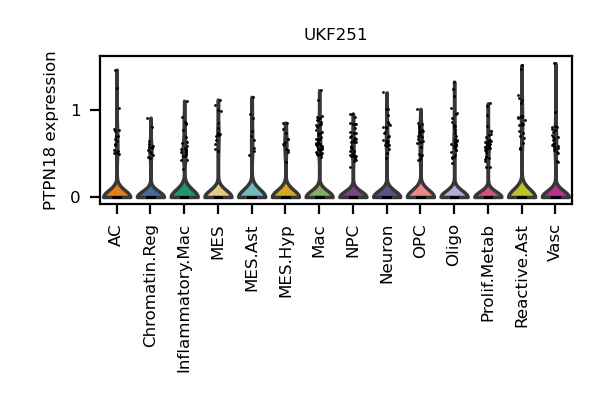 UKF251
PTPN18 expression
1
0
AC
Chromatin.Reg
Inflammatory.Mac
MES
MES.Ast
MES.Hyp
Mac
NPC
Neuron
OPC
Oligo
Prolif.Metab
Reactive.Ast
Vasc